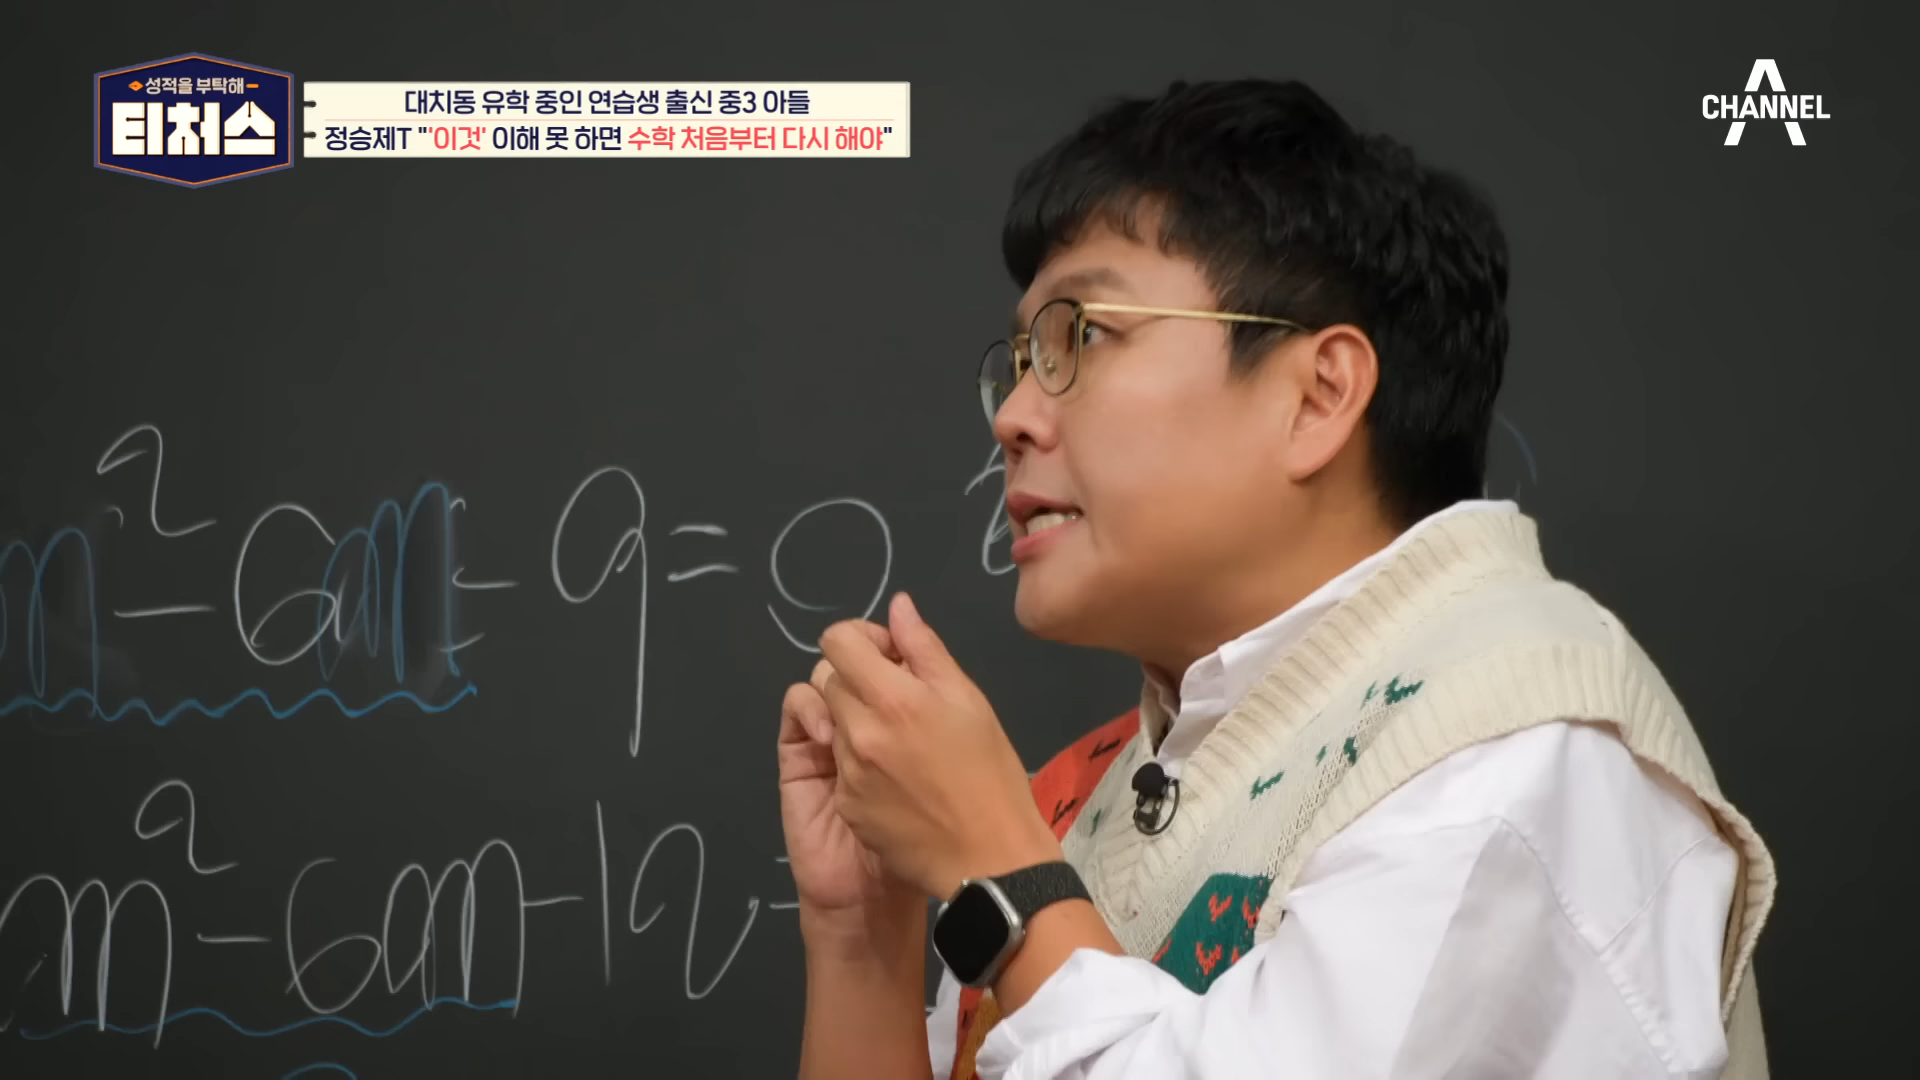 성적을 부탁해
티처스
대치동 유학 중인 연습생 출신 중3 아들
정승제T "'이것' 이해 못 하면 수학 처음부터 다시 해야"
CHANNEL A
m² - 6m - 9 = 0
m² - 6m - 12 =